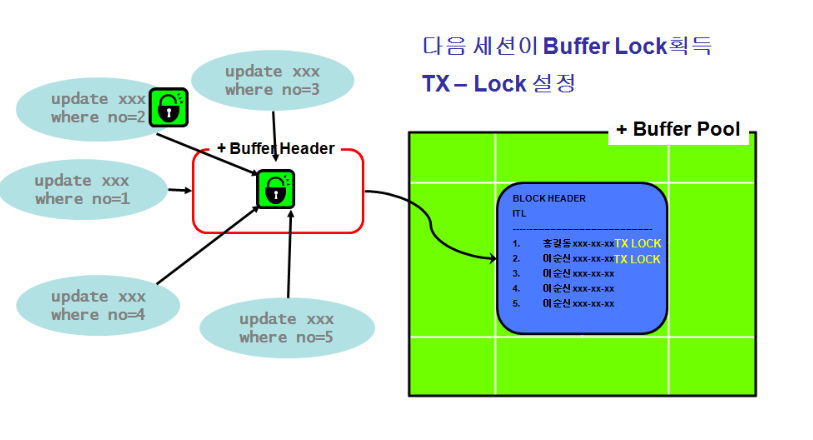 다음 세션이 Buffer Lock획득
TX – Lock 설정
update xxx
where no=3
update xxx
where no=2
+ Buffer Header
+ Buffer Pool
update xxx
where no=1
BLOCK HEADER
ITL
1. 홍길동 xxx-xx-xxTX LOCK
2. 이순신 xxx-xx-xxTX LOCK
3. 이순신 xxx-xx-xx
4. 이순신 xxx-xx-xx
5. 이순신 xxx-xx-xx
update xxx
where no=4
update xxx
where no=5